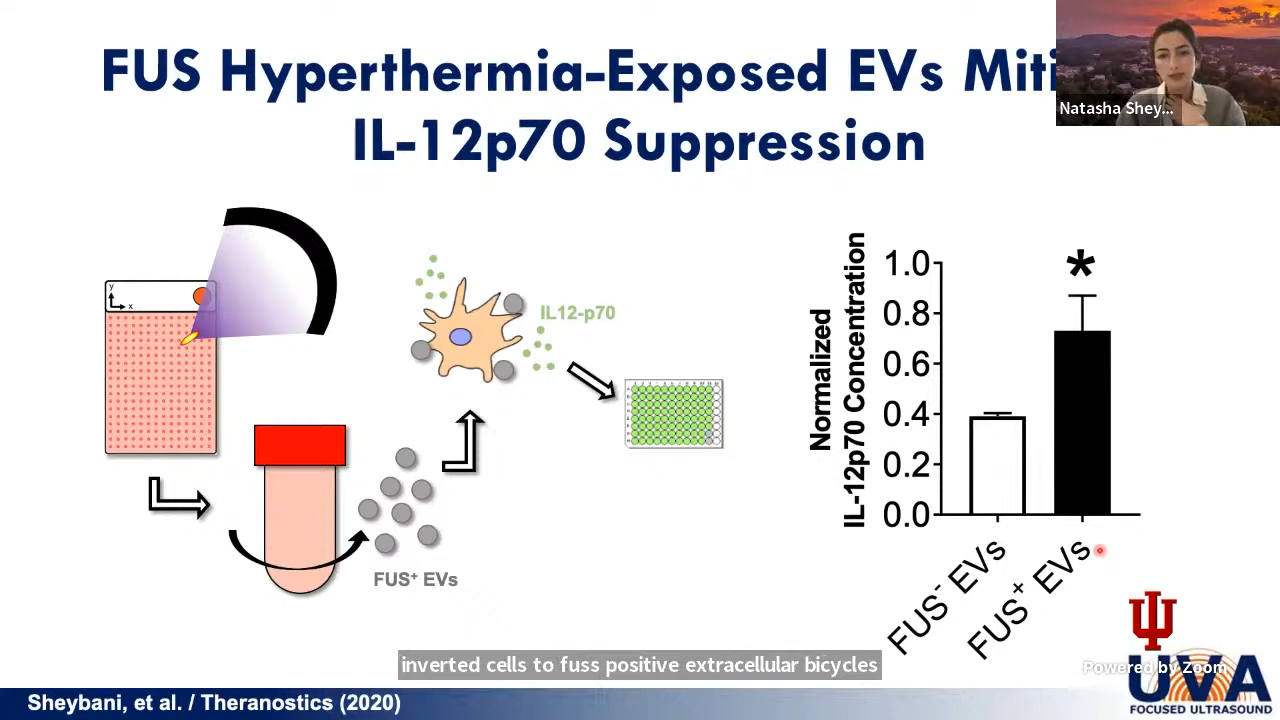 FUS Hyperthermia-Exposed EVs Miti
IL-12p70 Suppression
Natasha Shey...
y
x
IL12-p70
FUS⁺ EVs
Normalized
IL-12p70 Concentration
1.0
0.8
0.6
0.4
0.2
0.0
*
FUS⁻ EVs
FUS⁺ EVs
inverted cells to fuss positive extracellular bicycles
Powered by Zoom
UVA
FOCUSED ULTRASOUND
Sheybani, et al. / Theranostics (2020)